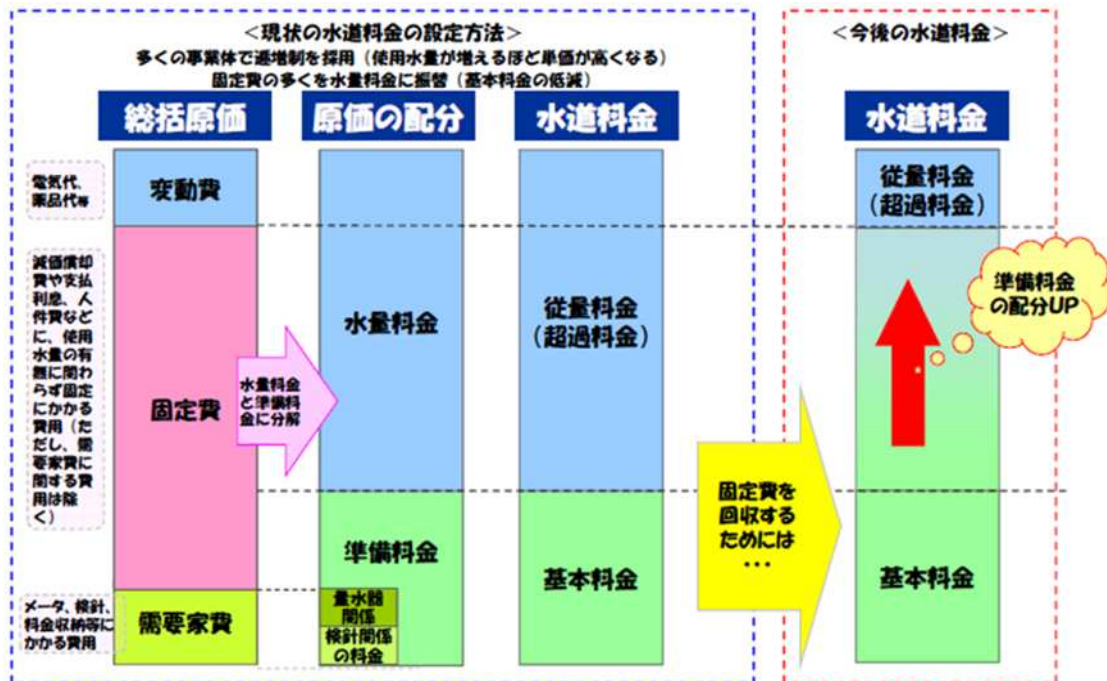 <現状の水道料金の設定方法>
多くの事業体で逓増制を採用（使用水量が増えるほど単価が高くなる）
固定費の多くを水量料金に振替（基本料金の低減）
総括原価
原価の配分
水道料金
電気代、
薬品代等
変動費
減価償却
費や支払
利息、人
件費など
に、使用
水量の有
無に関わ
らず固定
にかかる
費用（た
だし、需
要家費に
関する費
用は除
く）
固定費
水量料金
と準備料
金に分解
水量料金
従量料金
（超過料金）
準備料金
基本料金
メータ、検針、
料金収納等に
かかる費用
需要家費
量水器
関係
検針関係
の料金
固定費を
回収する
ためには
…
<今後の水道料金>
水道料金
従量料金
（超過料金）
準備料金
の配分UP
基本料金